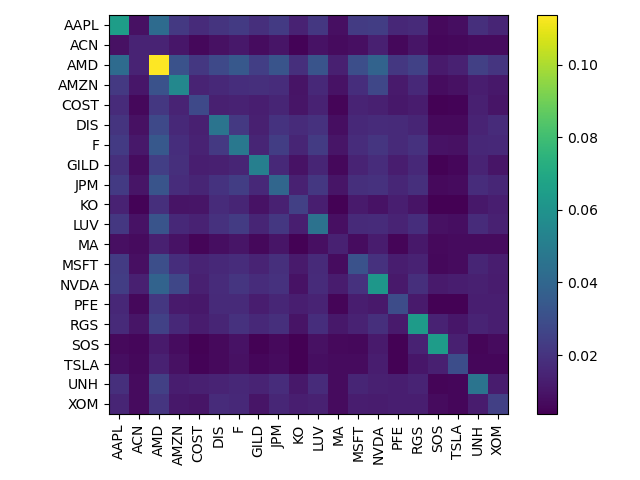 AAPL
ACN
AMD
AMZN
COST
DIS
F
GILD
JPM
KO
LUV
MA
MSFT
NVDA
PFE
RGS
SOS
TSLA
UNH
XOM
AAPL
ACN
AMD
AMZN
COST
DIS
F
GILD
JPM
KO
LUV
MA
MSFT
NVDA
PFE
RGS
SOS
TSLA
UNH
XOM
0.10
0.08
0.06
0.04
0.02